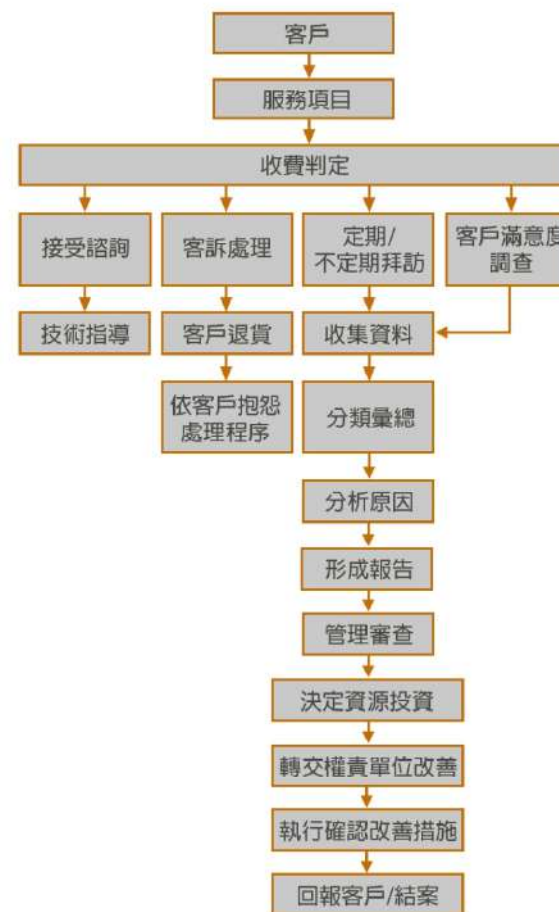 客戶
服務項目
收費判定
接受諮詢
客訴處理
定期/
不定期拜訪
客戶滿意度
調查
技術指導
客戶退貨
收集資料
依客戶抱怨
處理程序
分類彙總
分析原因
形成報告
管理審查
決定資源投資
轉交權責單位改善
執行確認改善措施
回報客戶/結案